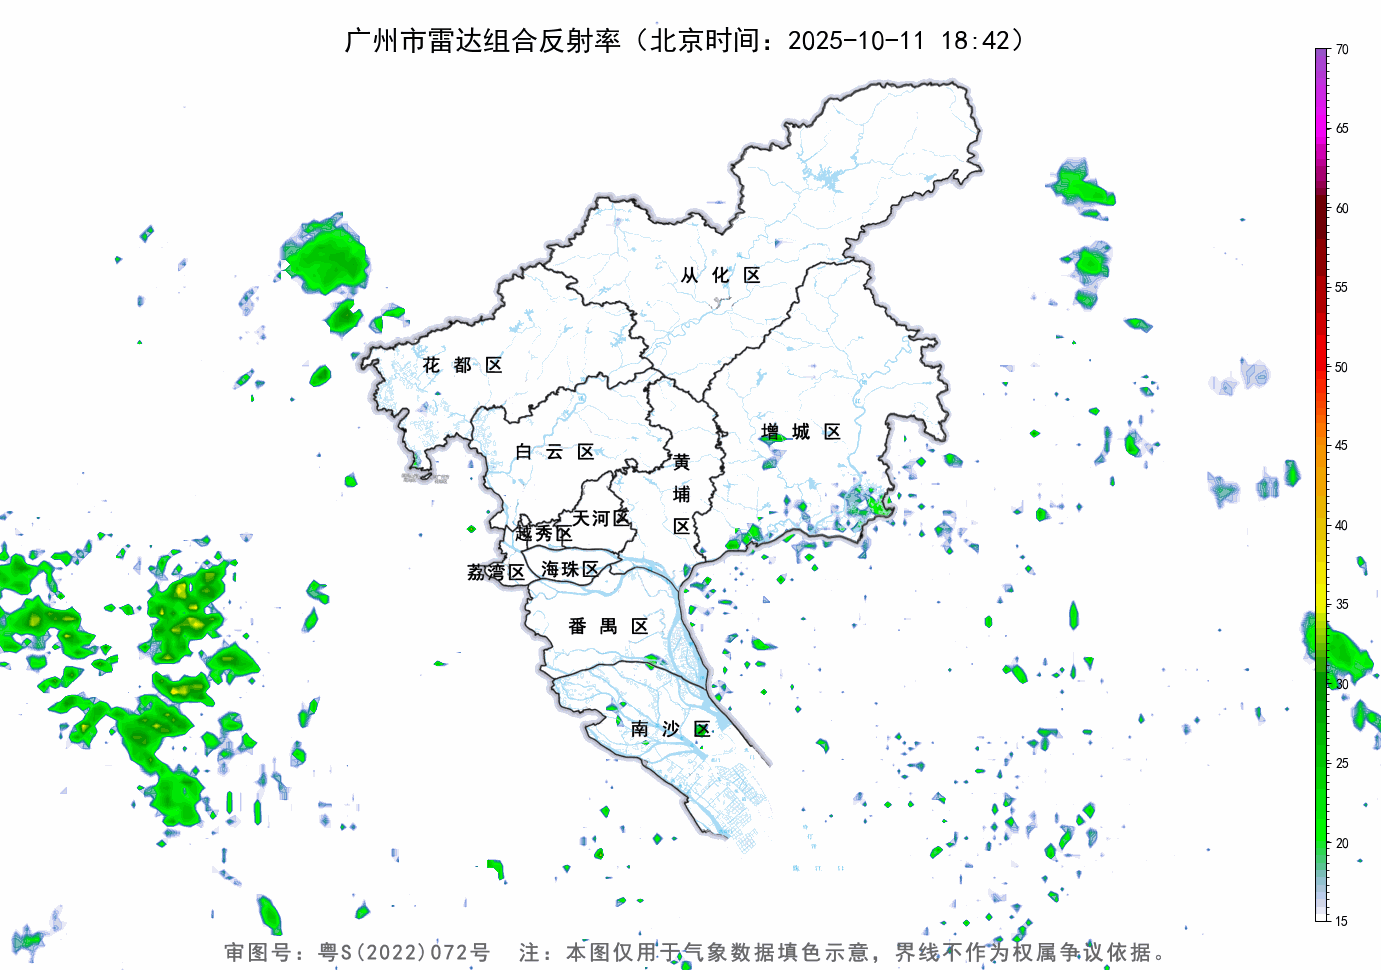 广州市雷达组合反射率（北京时间：2025-10-11 18:42）
70
65
60
55
50
45
40
35
30
25
20
15
从化区
花都区
增城区
白云区
黄埔区
天河区
越秀区
荔湾区
海珠区
番禺区
南沙区
审图号：粤S(2022)072号 注：本图仅用于气象数据填色示意，界线不作为权属争议依据。